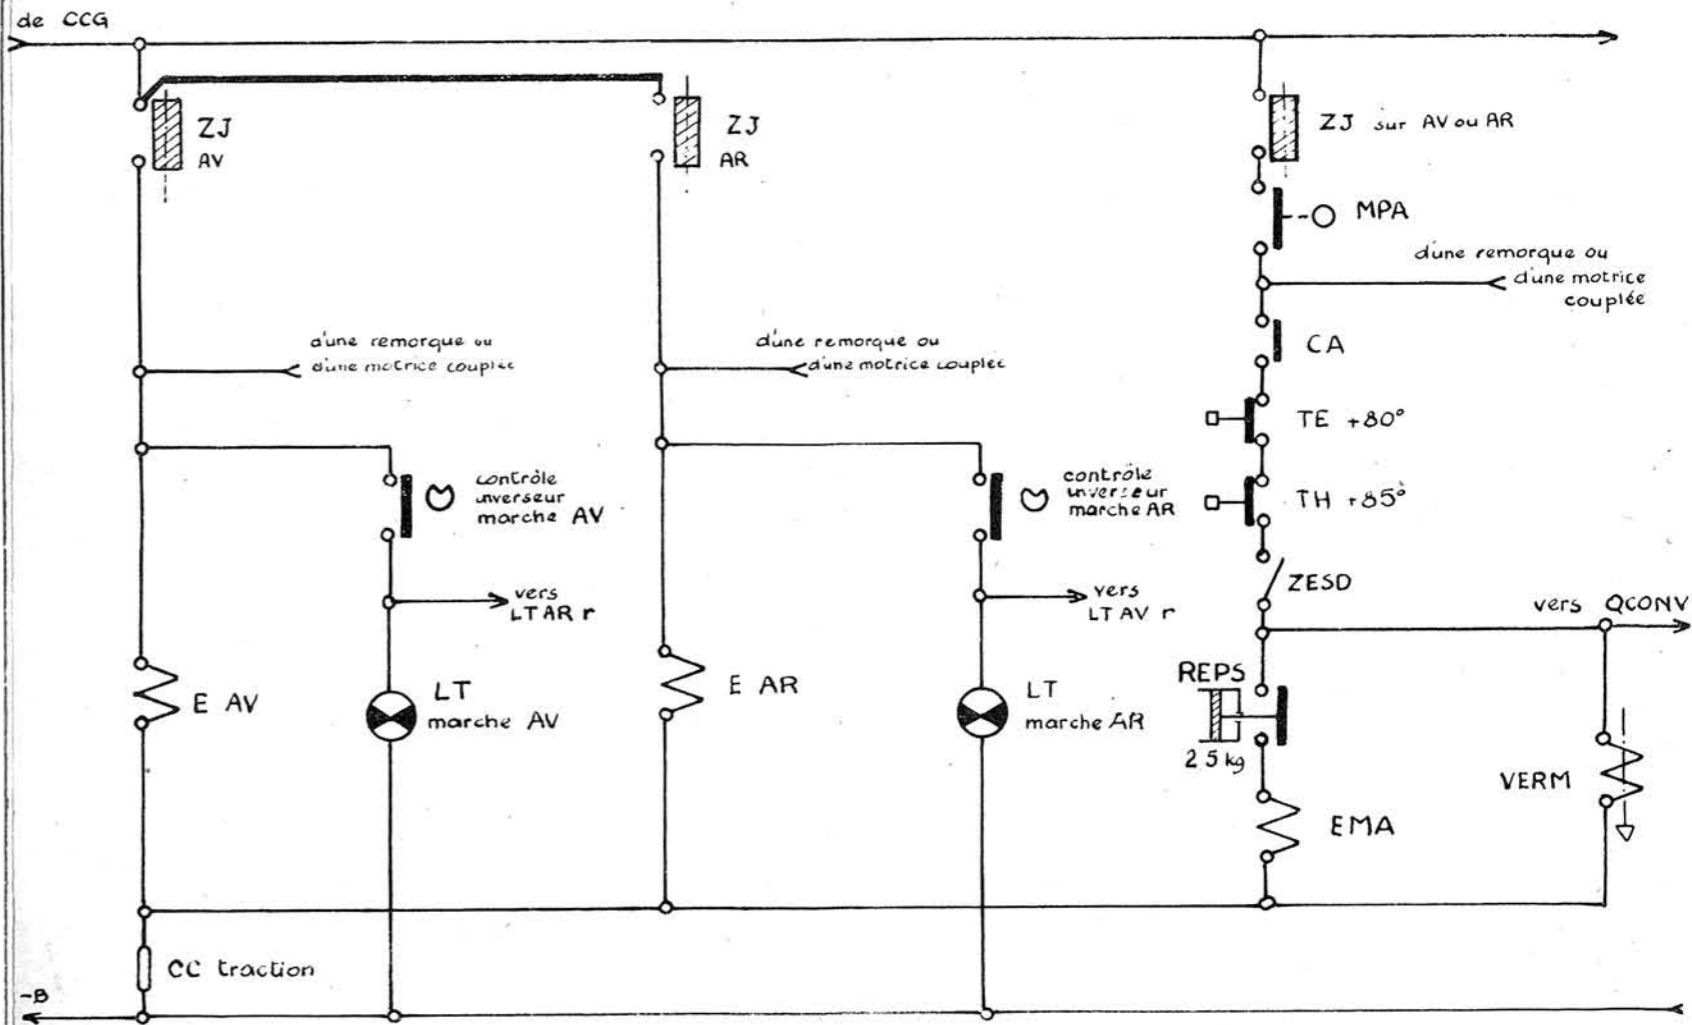 de CCG
ZJ
AV
ZJ
AR
ZJ sur AV ou AR
MPA
d'une remorque ou
d'une motrice
couplée
d'une remorque ou
d'une motrice couplée
d'une remorque ou
d'une motrice couplée
CA
TE +80°
contrôle
inverseur
marche AV
contrôle
inverseur
marche AR
TH +85°
vers
LT AR r
vers
LT AV r
ZESD
vers QCONV
E AV
LT
marche AV
E AR
LT
marche AR
REPS
2 5 kg
VERM
EMA
CC traction
-B